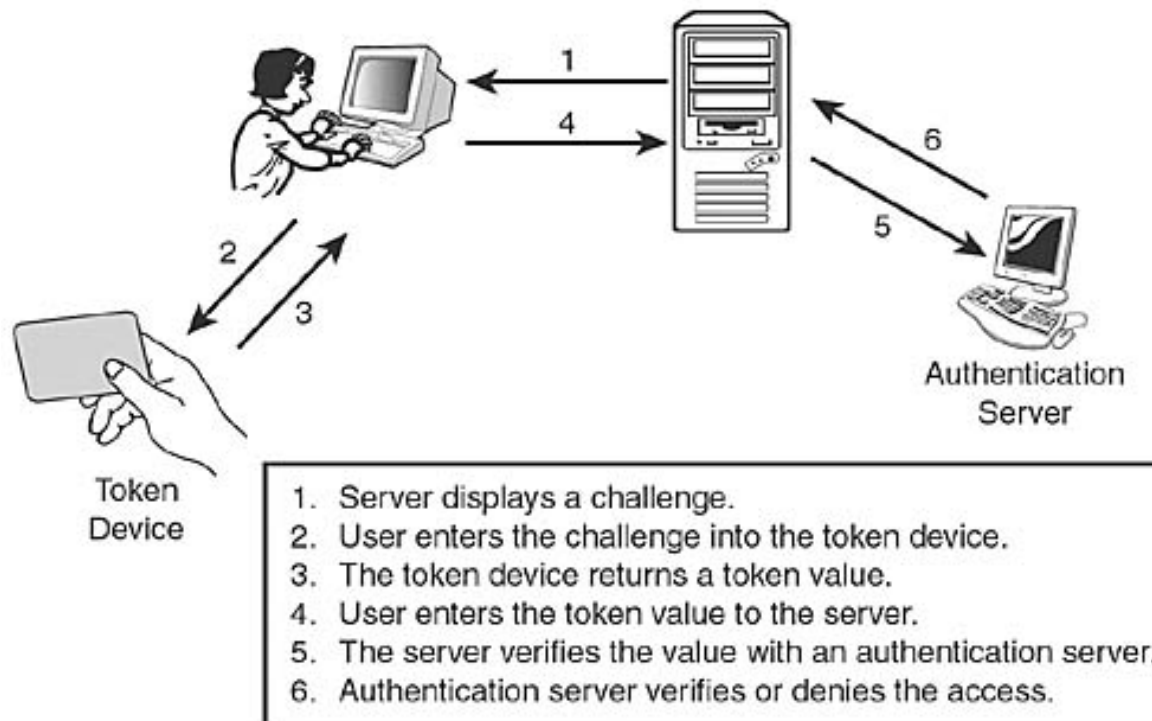 1
4
6
5
2
3
Authentication
Server
Token
Device
1. Server displays a challenge.
2. User enters the challenge into the token device.
3. The token device returns a token value.
4. User enters the token value to the server.
5. The server verifies the value with an authentication server.
6. Authentication server verifies or denies the access.